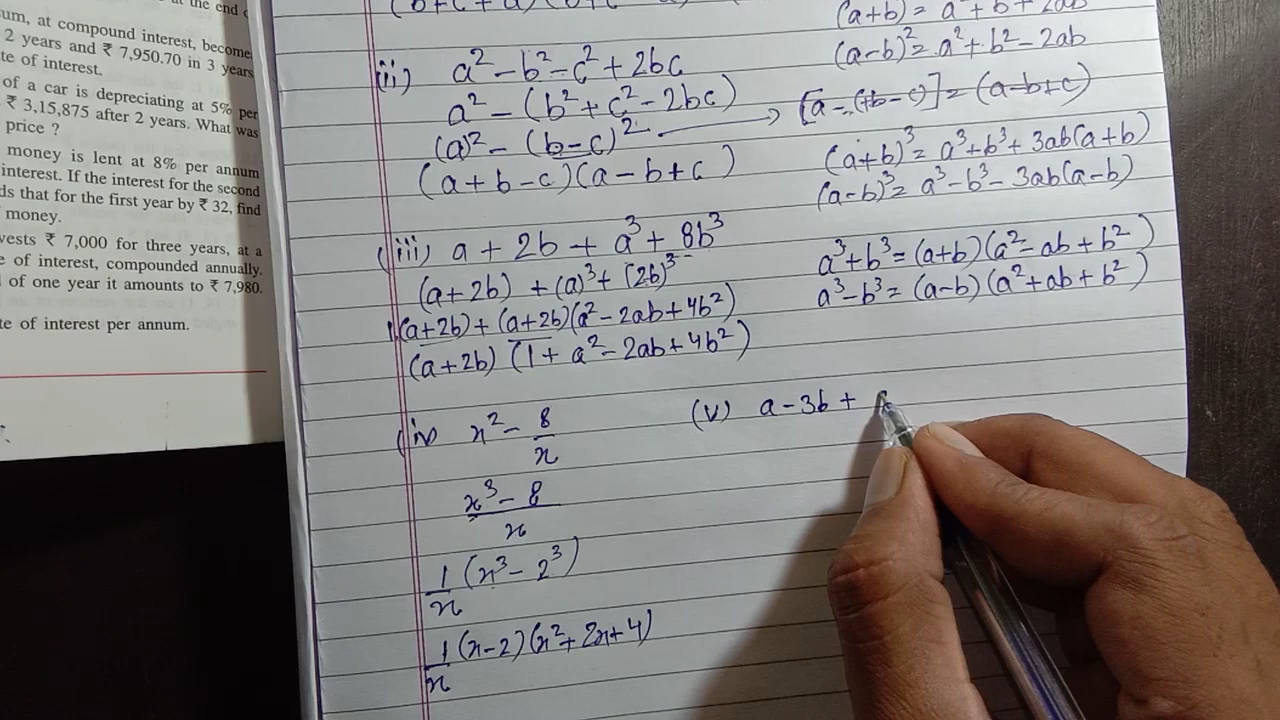 at the end
um, at compound interest, become
2 years and ₹ 7,950.70 in 3 years
te of interest.
of a car is depreciating at 5% per
₹ 3,15,875 after 2 years. What was
price ?
money is lent at 8% per annum
interest. If the interest for the second
ds that for the first year by ₹ 32, find
money.
vests ₹ 7,000 for three years, at a
e of interest, compounded annually.
of one year it amounts to ₹ 7,980.
te of interest per annum.
(ii) a² - b² - c² + 2bc
a² - (b² + c² - 2bc)
(a)² - (b-c)²
(a+b-c)(a-b+c)
(iii) a + 2b + a³ + 8b³
(a+2b) + (a)³ + (2b)³
1(a+2b) + (a+2b)(a² - 2ab + 4b²)
(a+2b) (1 + a² - 2ab + 4b²)
(iv) x² - 8/x
x³ - 8
x
1/x (x³ - 2³)
1/x (x-2)(x² + 2x + 4)
(a-b)² = a² + b² - 2ab
→ [a - (+b - c)] = (a-b+c)
(a+b)³ = a³ + b³ + 3ab(a+b)
(a-b)³ = a³ - b³ - 3ab(a-b)
a³ + b³ = (a+b)(a² - ab + b²)
a³ - b³ = (a-b)(a² + ab + b²)
(v) a - 3b +